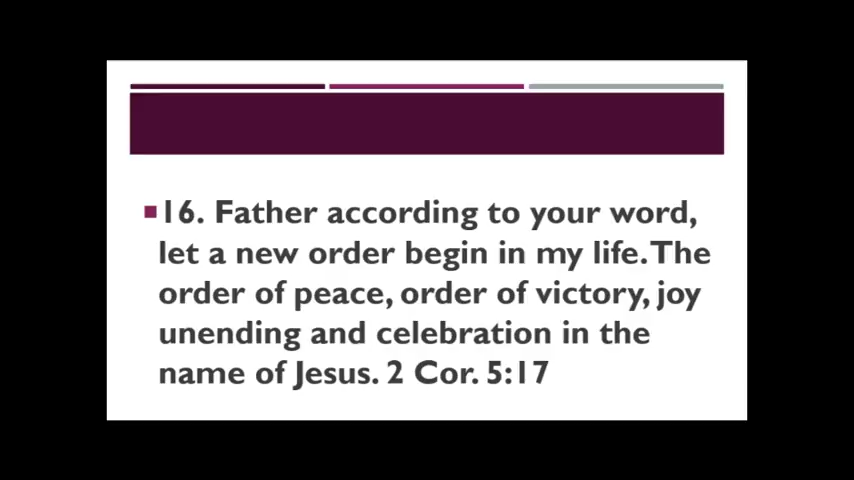 16. Father according to your word,
let a new order begin in my life. The
order of peace, order of victory, joy
unending and celebration in the
name of Jesus. 2 Cor. 5:17